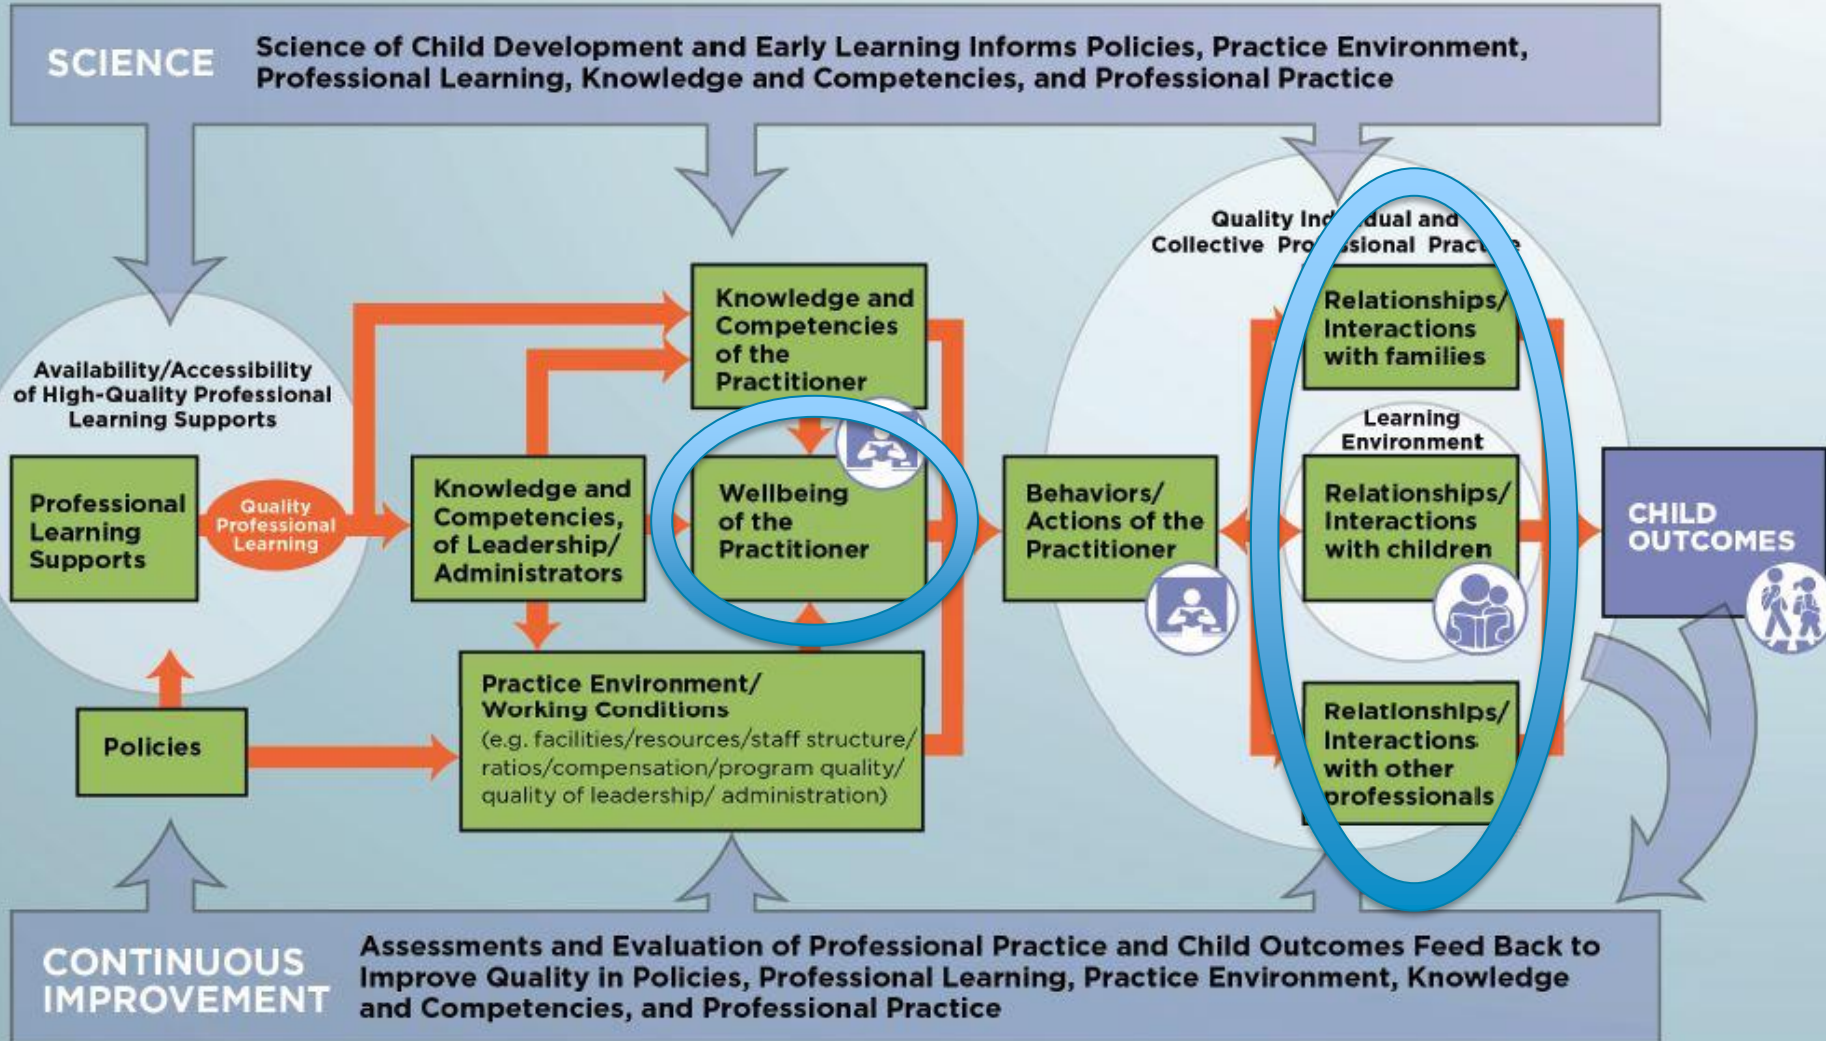 SCIENCE
Science of Child Development and Early Learning Informs Policies, Practice Environment,
Professional Learning, Knowledge and Competencies, and Professional Practice
Availability/Accessibility
of High-Quality Professional
Learning Supports
Professional
Learning
Supports
Quality
Professional
Learning
Policies
Knowledge and
Competencies,
of Leadership/
Administrators
Knowledge and
Competencies
of the
Practitioner
Wellbeing
of the
Practitioner
Practice Environment/
Working Conditions
(e.g. facilities/resources/staff structure/
ratios/compensation/program quality/
quality of leadership/ administration)
Behaviors/
Actions of the
Practitioner
Quality Individual and
Collective Professional Practice
Relationships/
Interactions
with families
Learning
Environment
Relationships/
Interactions
with children
Relationships/
Interactions
with other
professionals
CHILD
OUTCOMES
CONTINUOUS
IMPROVEMENT
Assessments and Evaluation of Professional Practice and Child Outcomes Feed Back to
Improve Quality in Policies, Professional Learning, Practice Environment, Knowledge
and Competencies, and Professional Practice